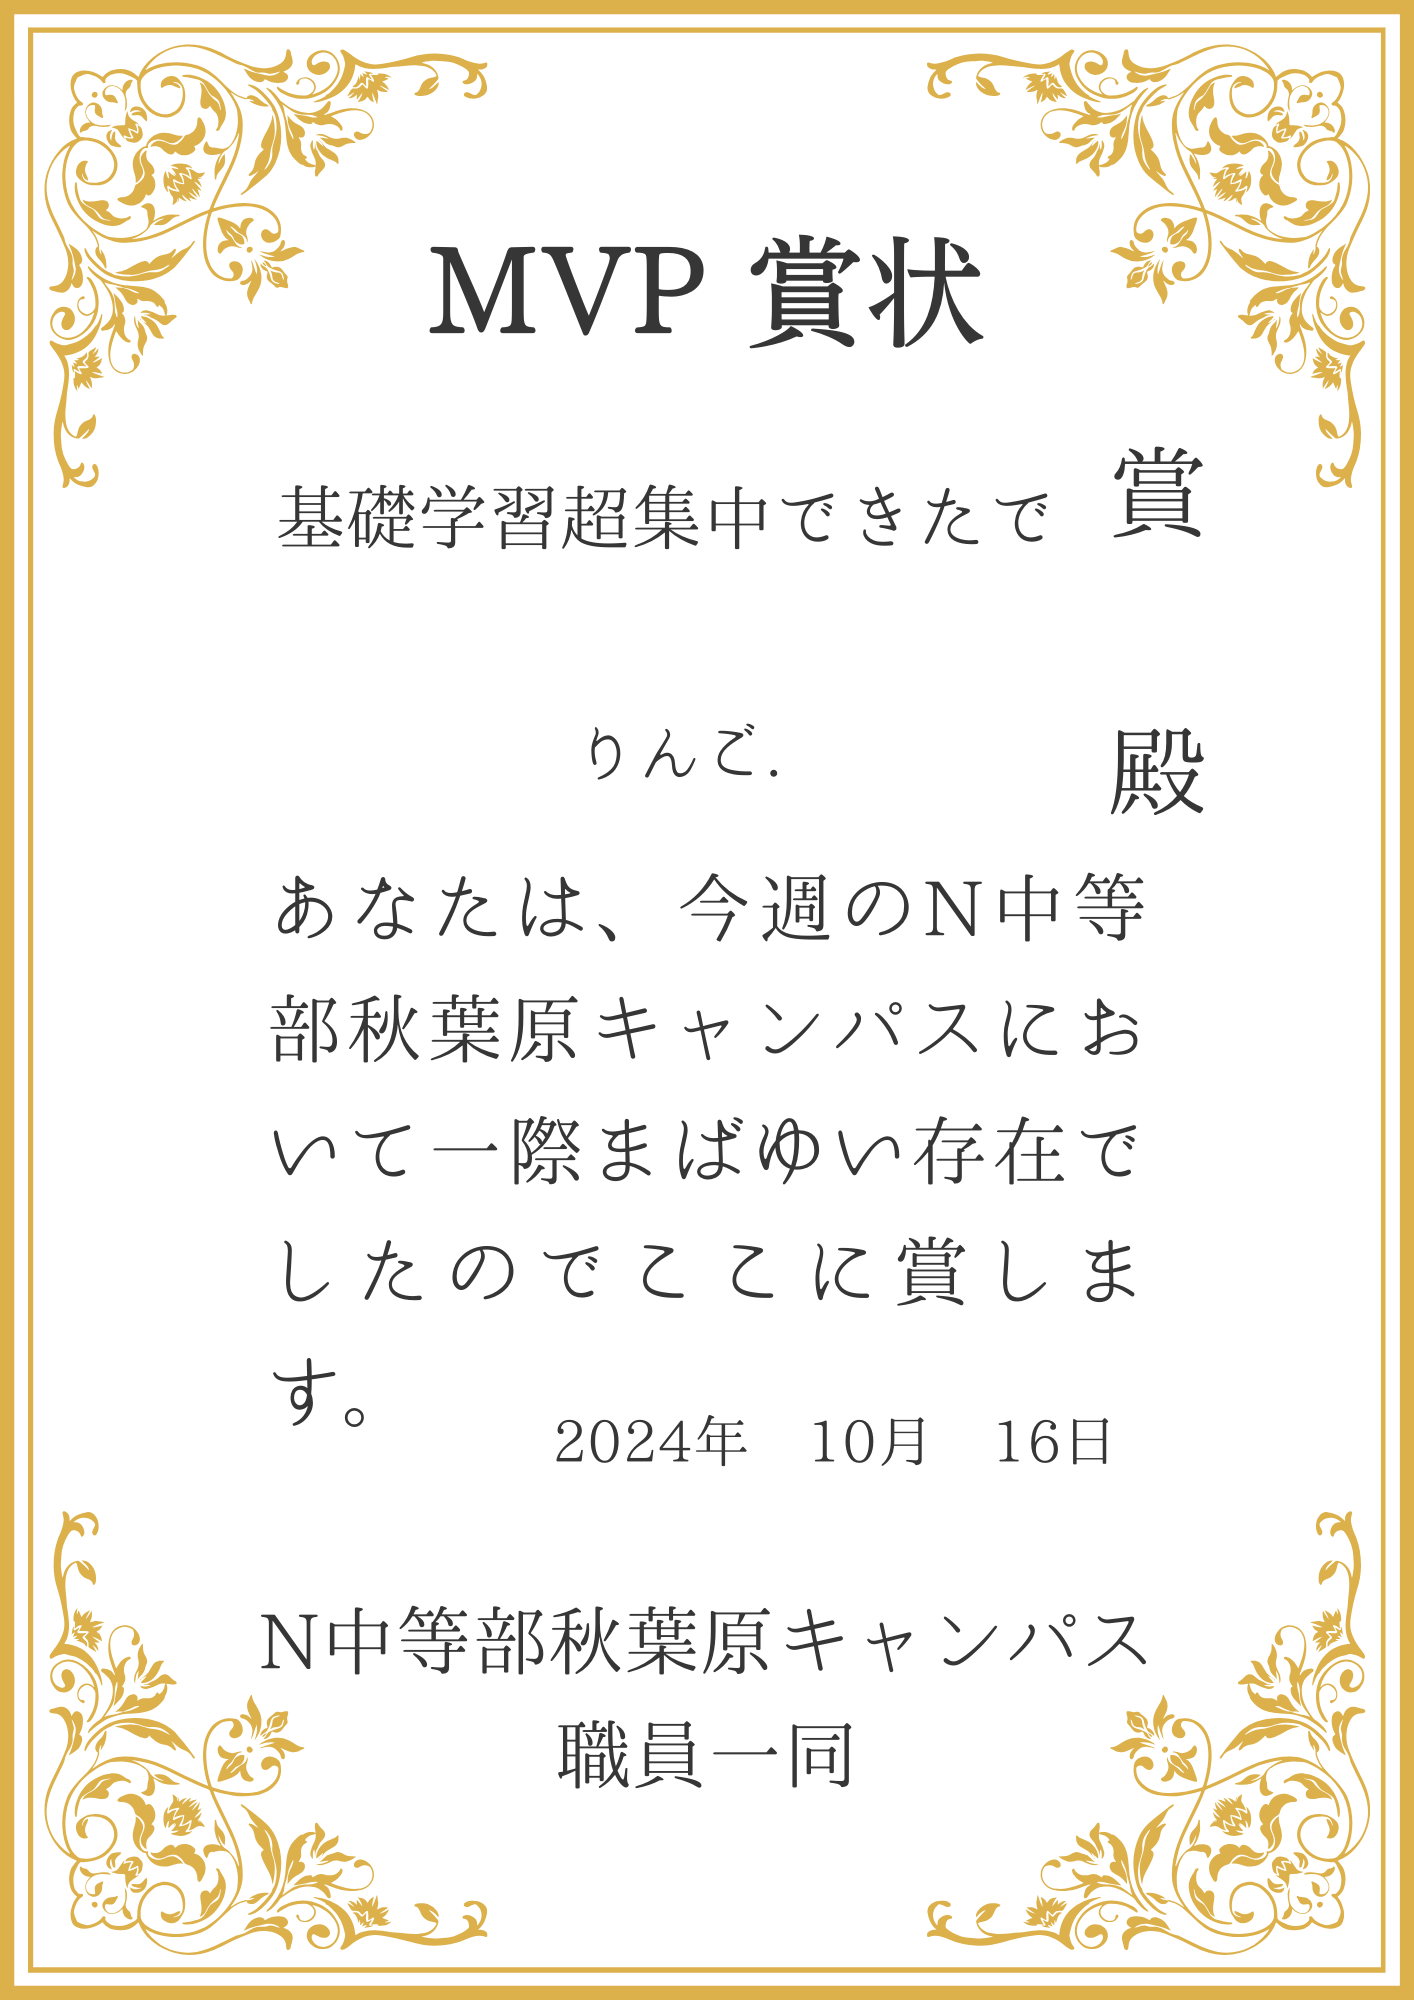 MVP 賞状
基礎学習超集中できたで 賞
りんご. 殿
あなたは、今週のN中等
部秋葉原キャンパスにお
いて一際まばゆい存在で
したのでここに賞しま
す。
2024年 10月 16日
N中等部秋葉原キャンパス
職員一同